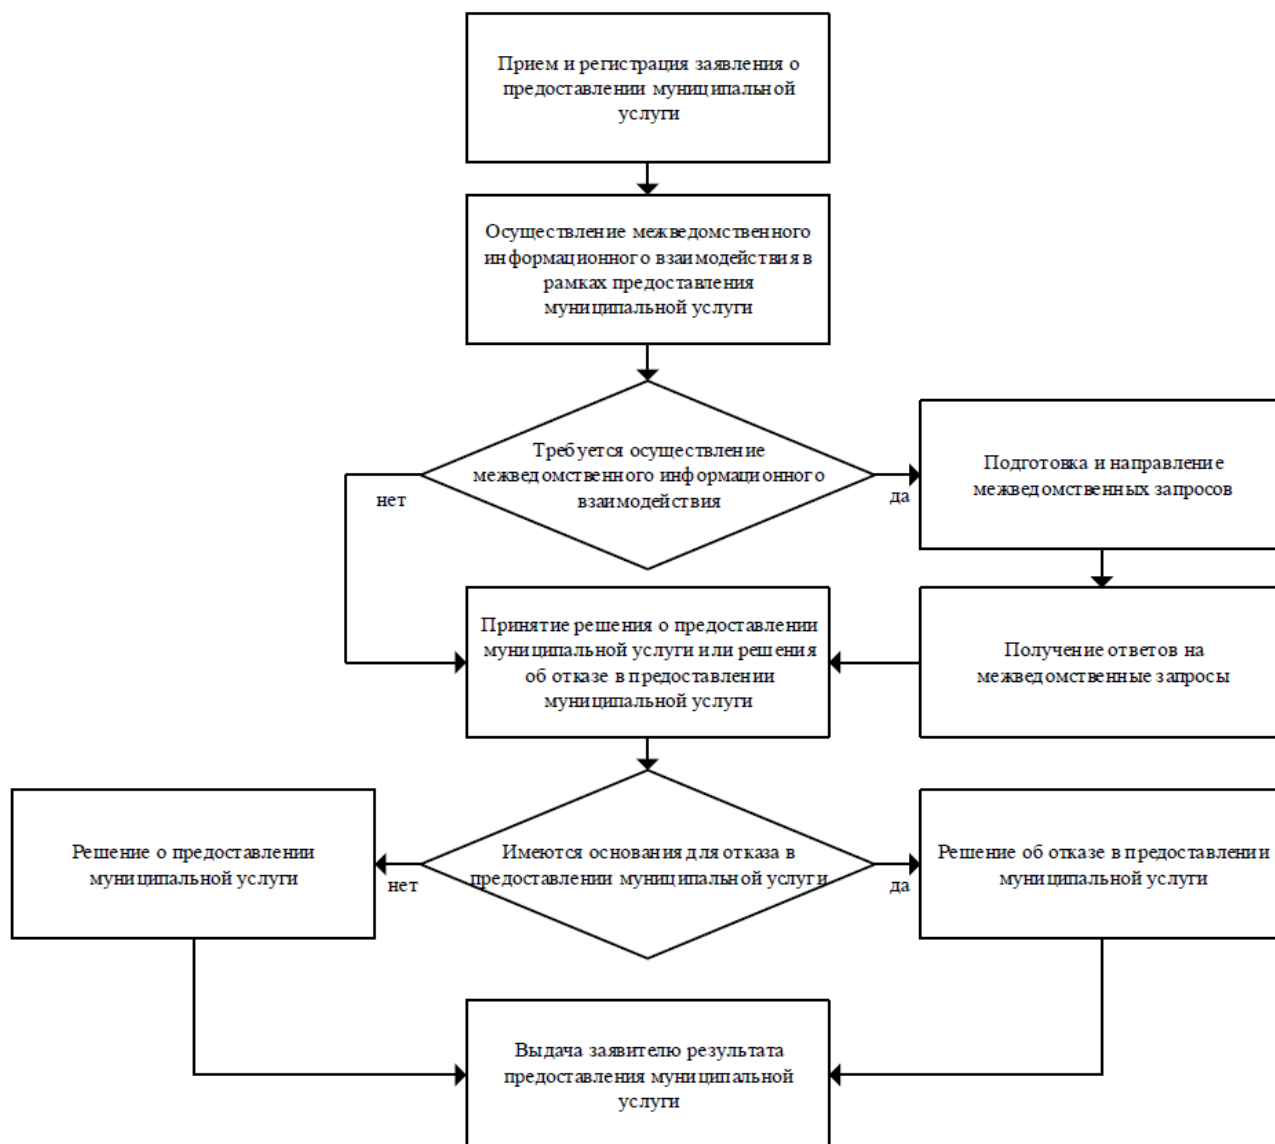 Прием и регистрация заявления о
предоставлении муниципальной
услуги
Осуществление межведомственного
информационного взаимодействия в
рамках предоставления
муниципальной услуги
Требуется осуществление
межведомственного информационного
взаимодействия
нет
да
Подготовка и направление
межведомственных запросов
Принятие решения о предоставлении
муниципальной услуги или решения
об отказе в предоставлении
муниципальной услуги
Получение ответов на
межведомственные запросы
Решение о предоставлении
муниципальной услуги
нет
Имеются основания для отказа в
предоставлении муниципальной услуги
да
Решение об отказе в предоставлении
муниципальной услуги
Выдача заявителю результата
предоставления муниципальной
услуги